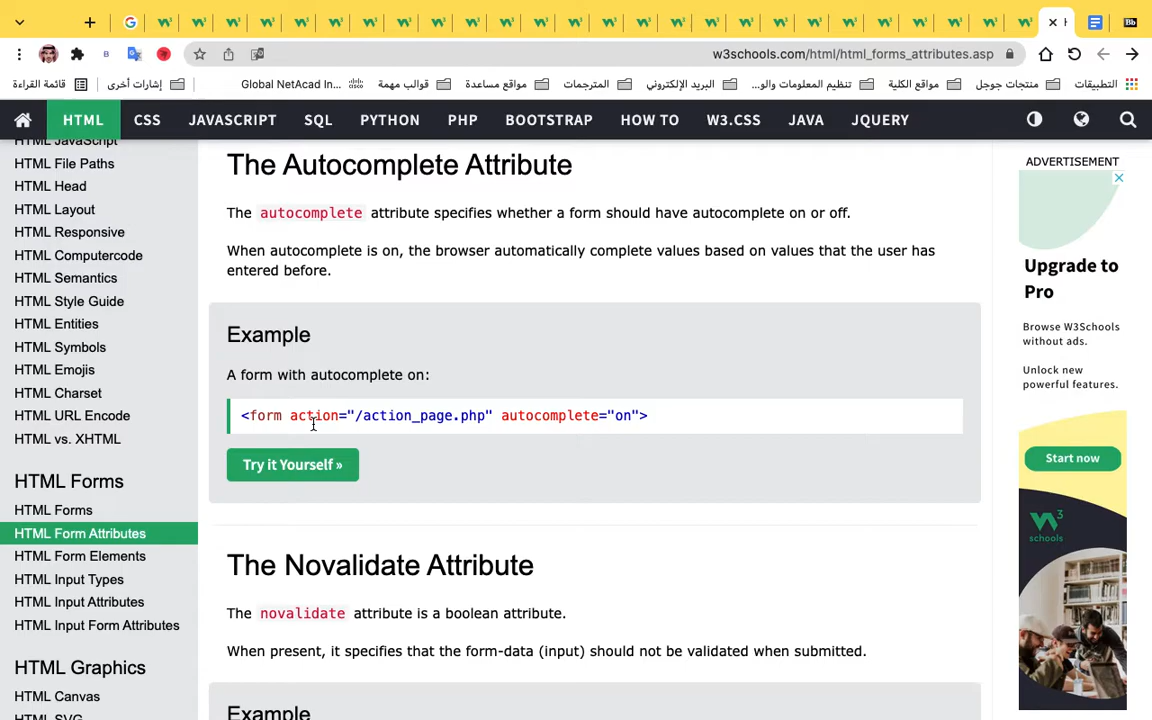 w3schools.com/html/html_forms_attributes.asp
التطبيقات
منتجات جوجل
مواقع الكلية
تنظيم المعلومات والو...
البريد الإلكتروني
المترجمات
مواقع مساعدة
قوالب مهمة
Global NetAcad In...
إشارات أخرى
قائمة القراءة
HTML CSS JAVASCRIPT SQL PYTHON PHP BOOTSTRAP HOW TO W3.CSS JAVA JQUERY
HTML JavaScript
HTML File Paths
HTML Head
HTML Layout
HTML Responsive
HTML Computercode
HTML Semantics
HTML Style Guide
HTML Entities
HTML Symbols
HTML Emojis
HTML Charset
HTML URL Encode
HTML vs. XHTML
HTML Forms
HTML Forms
HTML Form Attributes
HTML Form Elements
HTML Input Types
HTML Input Attributes
HTML Input Form Attributes
HTML Graphics
HTML Canvas
HTML SVG
The Autocomplete Attribute
The autocomplete attribute specifies whether a form should have autocomplete on or off.
When autocomplete is on, the browser automatically complete values based on values that the user has
entered before.
Example
A form with autocomplete on:
<form action="/action_page.php" autocomplete="on">
Try it Yourself »
The Novalidate Attribute
The novalidate attribute is a boolean attribute.
When present, it specifies that the form-data (input) should not be validated when submitted.
Example
ADVERTISEMENT
Upgrade to
Pro
Browse W3Schools
without ads.
Unlock new
powerful features.
Start now
W3
schools